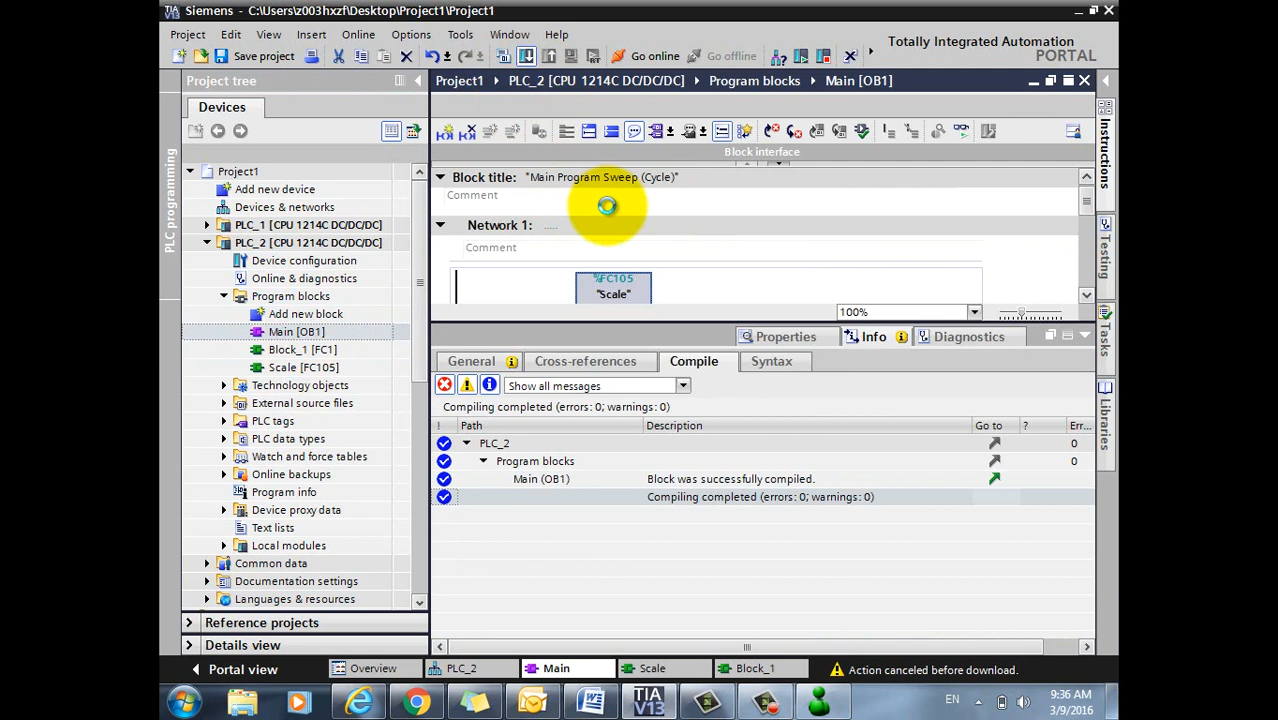 TIA V13 Siemens - C:\Users\z003hxzf\Desktop\Project1\Project1
Project Edit View Insert Online Options Tools Window Help
Totally Integrated Automation
PORTAL
Save project Go online Go offline
Project tree
Project1 PLC_2 [CPU 1214C DC/DC/DC] Program blocks Main [OB1]
Devices
PLC programming
Block interface
Block title: "Main Program Sweep (Cycle)"
Comment
Network 1: .....
Comment
%FC105
"Scale"
100%
Project1
Add new device
Devices & networks
PLC_1 [CPU 1214C DC/DC/DC]
PLC_2 [CPU 1214C DC/DC/DC]
Device configuration
Online & diagnostics
Program blocks
Add new block
Main [OB1]
Block_1 [FC1]
Scale [FC105]
Technology objects
External source files
PLC tags
PLC data types
Watch and force tables
Online backups
Program info
Device proxy data
Text lists
Local modules
Common data
Documentation settings
Languages & resources
Reference projects
Details view
Properties Info Diagnostics
General Cross-references Compile Syntax
Show all messages
Compiling completed (errors: 0; warnings: 0)
! Path Description Go to ? Err...
PLC_2 0
Program blocks 0
Main (OB1) Block was successfully compiled.
Compiling completed (errors: 0; warnings: 0)
Instructions
Testing
Tasks
Libraries
Portal view Overview PLC_2 Main Scale Block_1 Action canceled before download.
TIA V13
EN
9:36 AM
3/9/2016